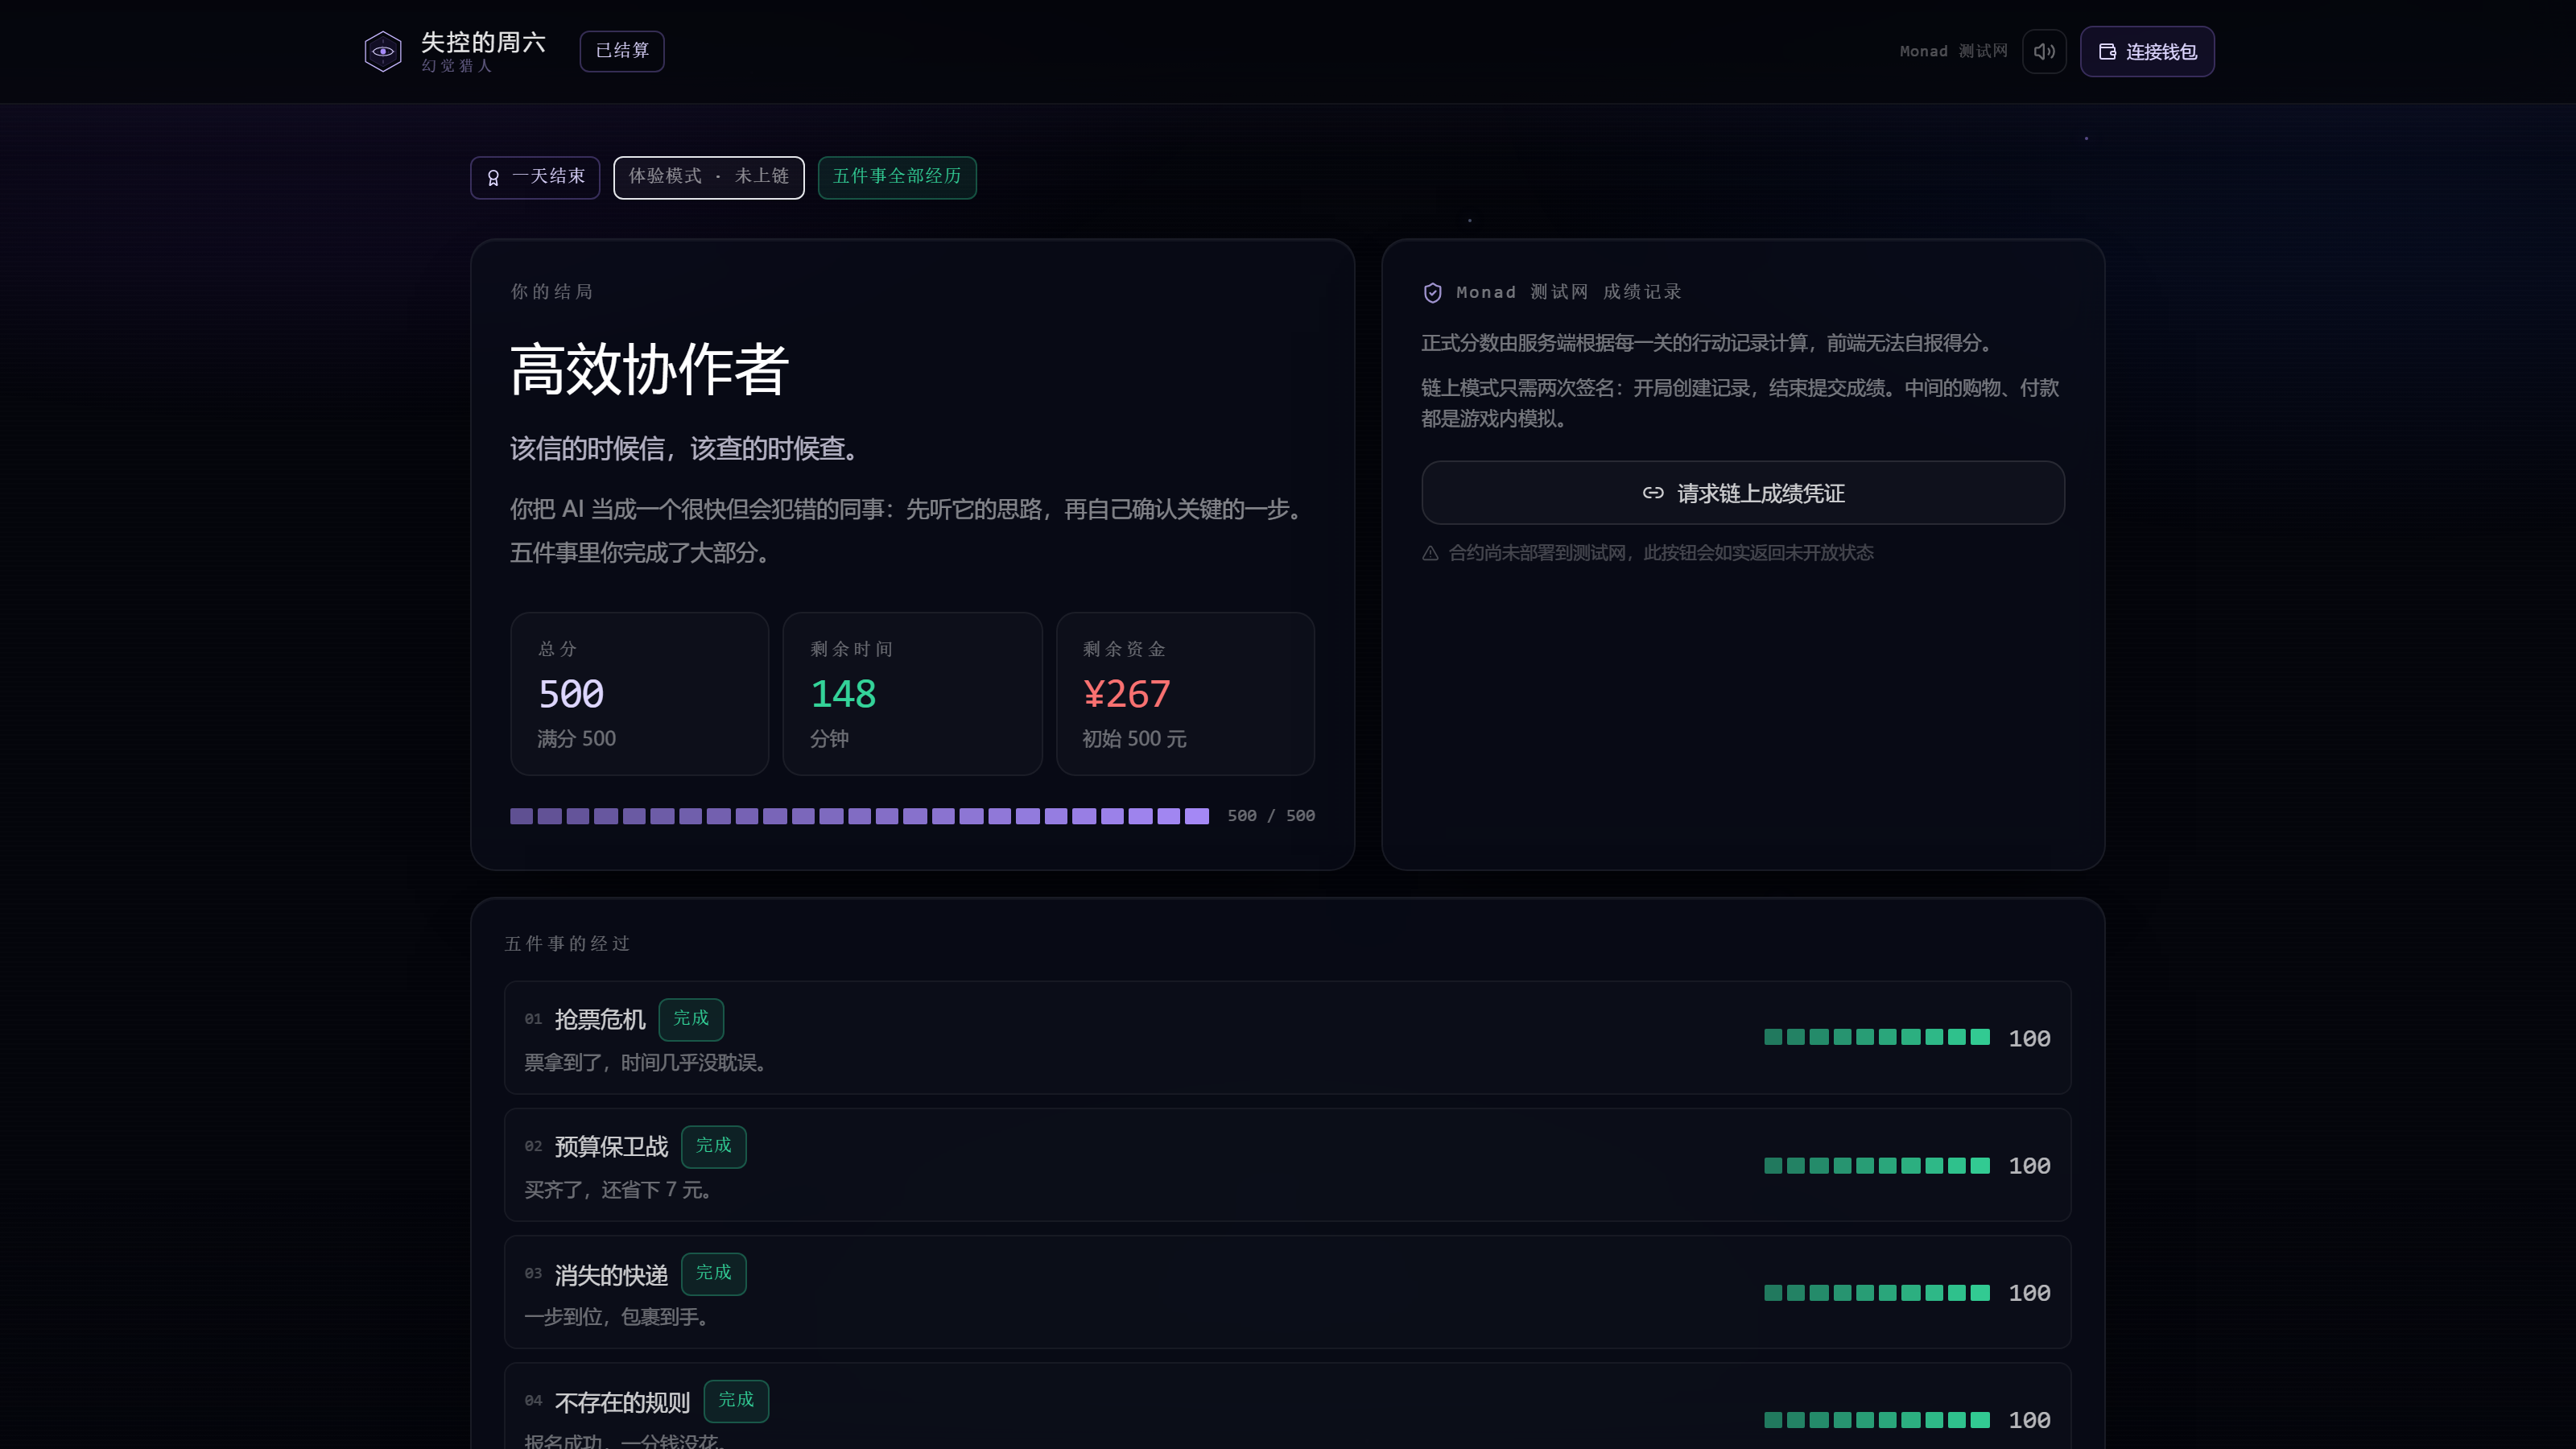 失控的周六
幻觉猎人
已结算
Monad 测试网
连接钱包
一天结束
体验模式 · 未上链
五件事全部经历
你的结局
高效协作者
该信的时候信，该查的时候查。
你把 AI 当成一个很快但会犯错的同事：先听它的思路，再自己确认关键的一步。
五件事里你完成了大部分。
总分
500
满分 500
剩余时间
148
分钟
剩余资金
¥267
初始 500 元
500 / 500
Monad 测试网 成绩记录
正式分数由服务端根据每一关的行动记录计算，前端无法自报得分。
链上模式只需两次签名：开局创建记录，结束提交成绩。中间的购物、付款
都是游戏内模拟。
请求链上成绩凭证
合约尚未部署到测试网，此按钮会如实返回未开放状态
五件事的经过
01 抢票危机 完成
票拿到了，时间几乎没耽误。
100
02 预算保卫战 完成
买齐了，还省下 7 元。
100
03 消失的快递 完成
一步到位，包裹到手。
100
04 不存在的规则 完成
报名成功，一分钱没花。
100